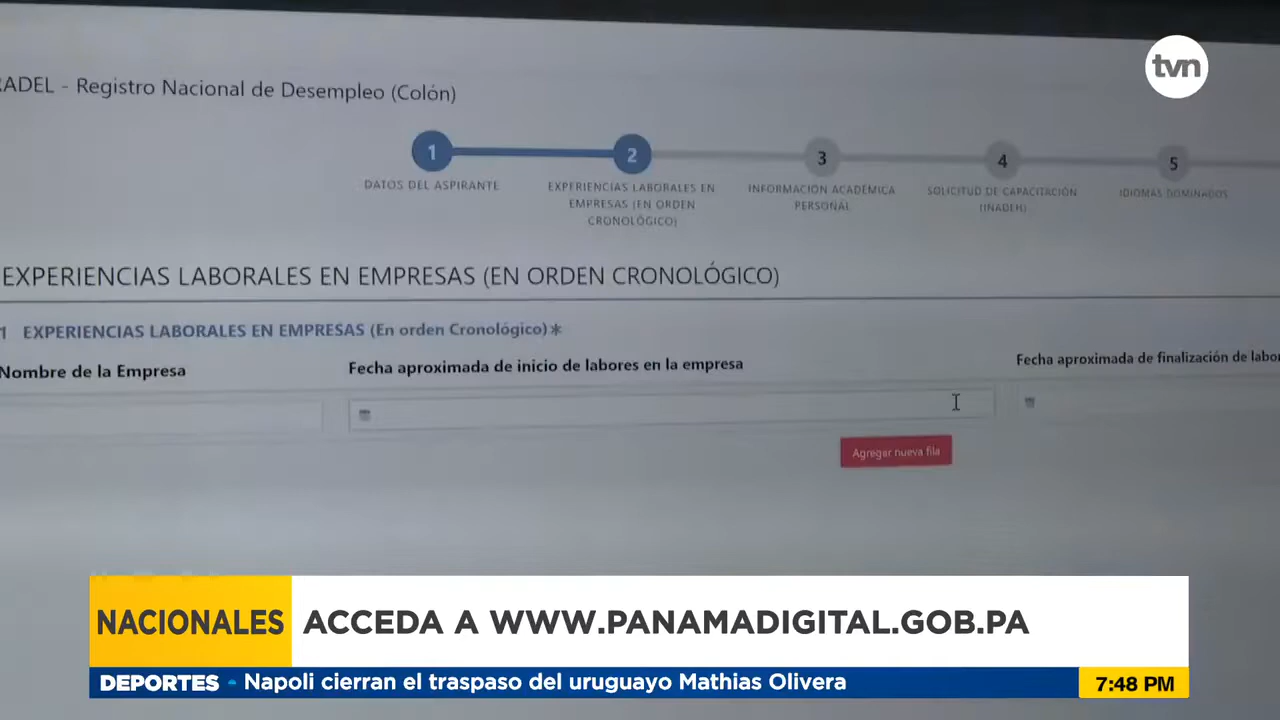 tvn
RADEL - Registro Nacional de Desempleo (Colón)
1
2
3
4
5
DATOS DEL ASPIRANTE
EXPERIENCIAS LABORALES EN
EMPRESAS (EN ORDEN
CRONOLÓGICO)
INFORMACIÓN ACADÉMICA
PERSONAL
SOLICITUD DE CAPACITACIÓN
(INADEH)
IDIOMAS DOMINADOS
EXPERIENCIAS LABORALES EN EMPRESAS (EN ORDEN CRONOLÓGICO)
1 EXPERIENCIAS LABORALES EN EMPRESAS (En orden Cronológico)*
Nombre de la Empresa
Fecha aproximada de inicio de labores en la empresa
Fecha aproximada de finalización de labor
Agregar nueva fila
NACIONALES
ACCEDA A WWW.PANAMADIGITAL.GOB.PA
DEPORTES - Napoli cierran el traspaso del uruguayo Mathias Olivera
7:48 PM